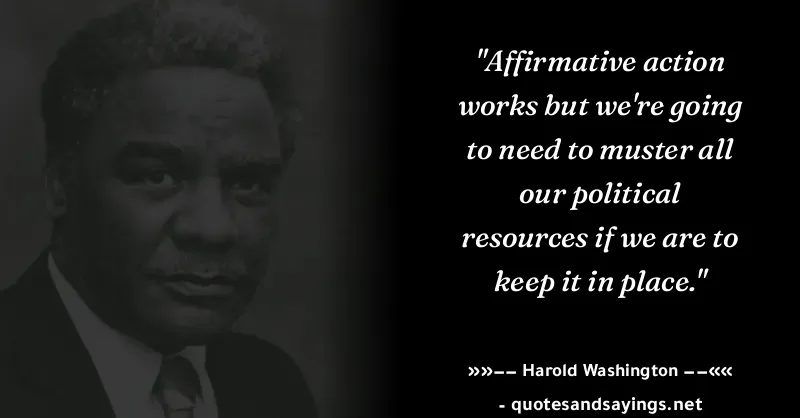 "Affirmative action
works but we're going
to need to muster all
our political
resources if we are to
keep it in place."
»»–– Harold Washington ––««
- quotesandsayings.net